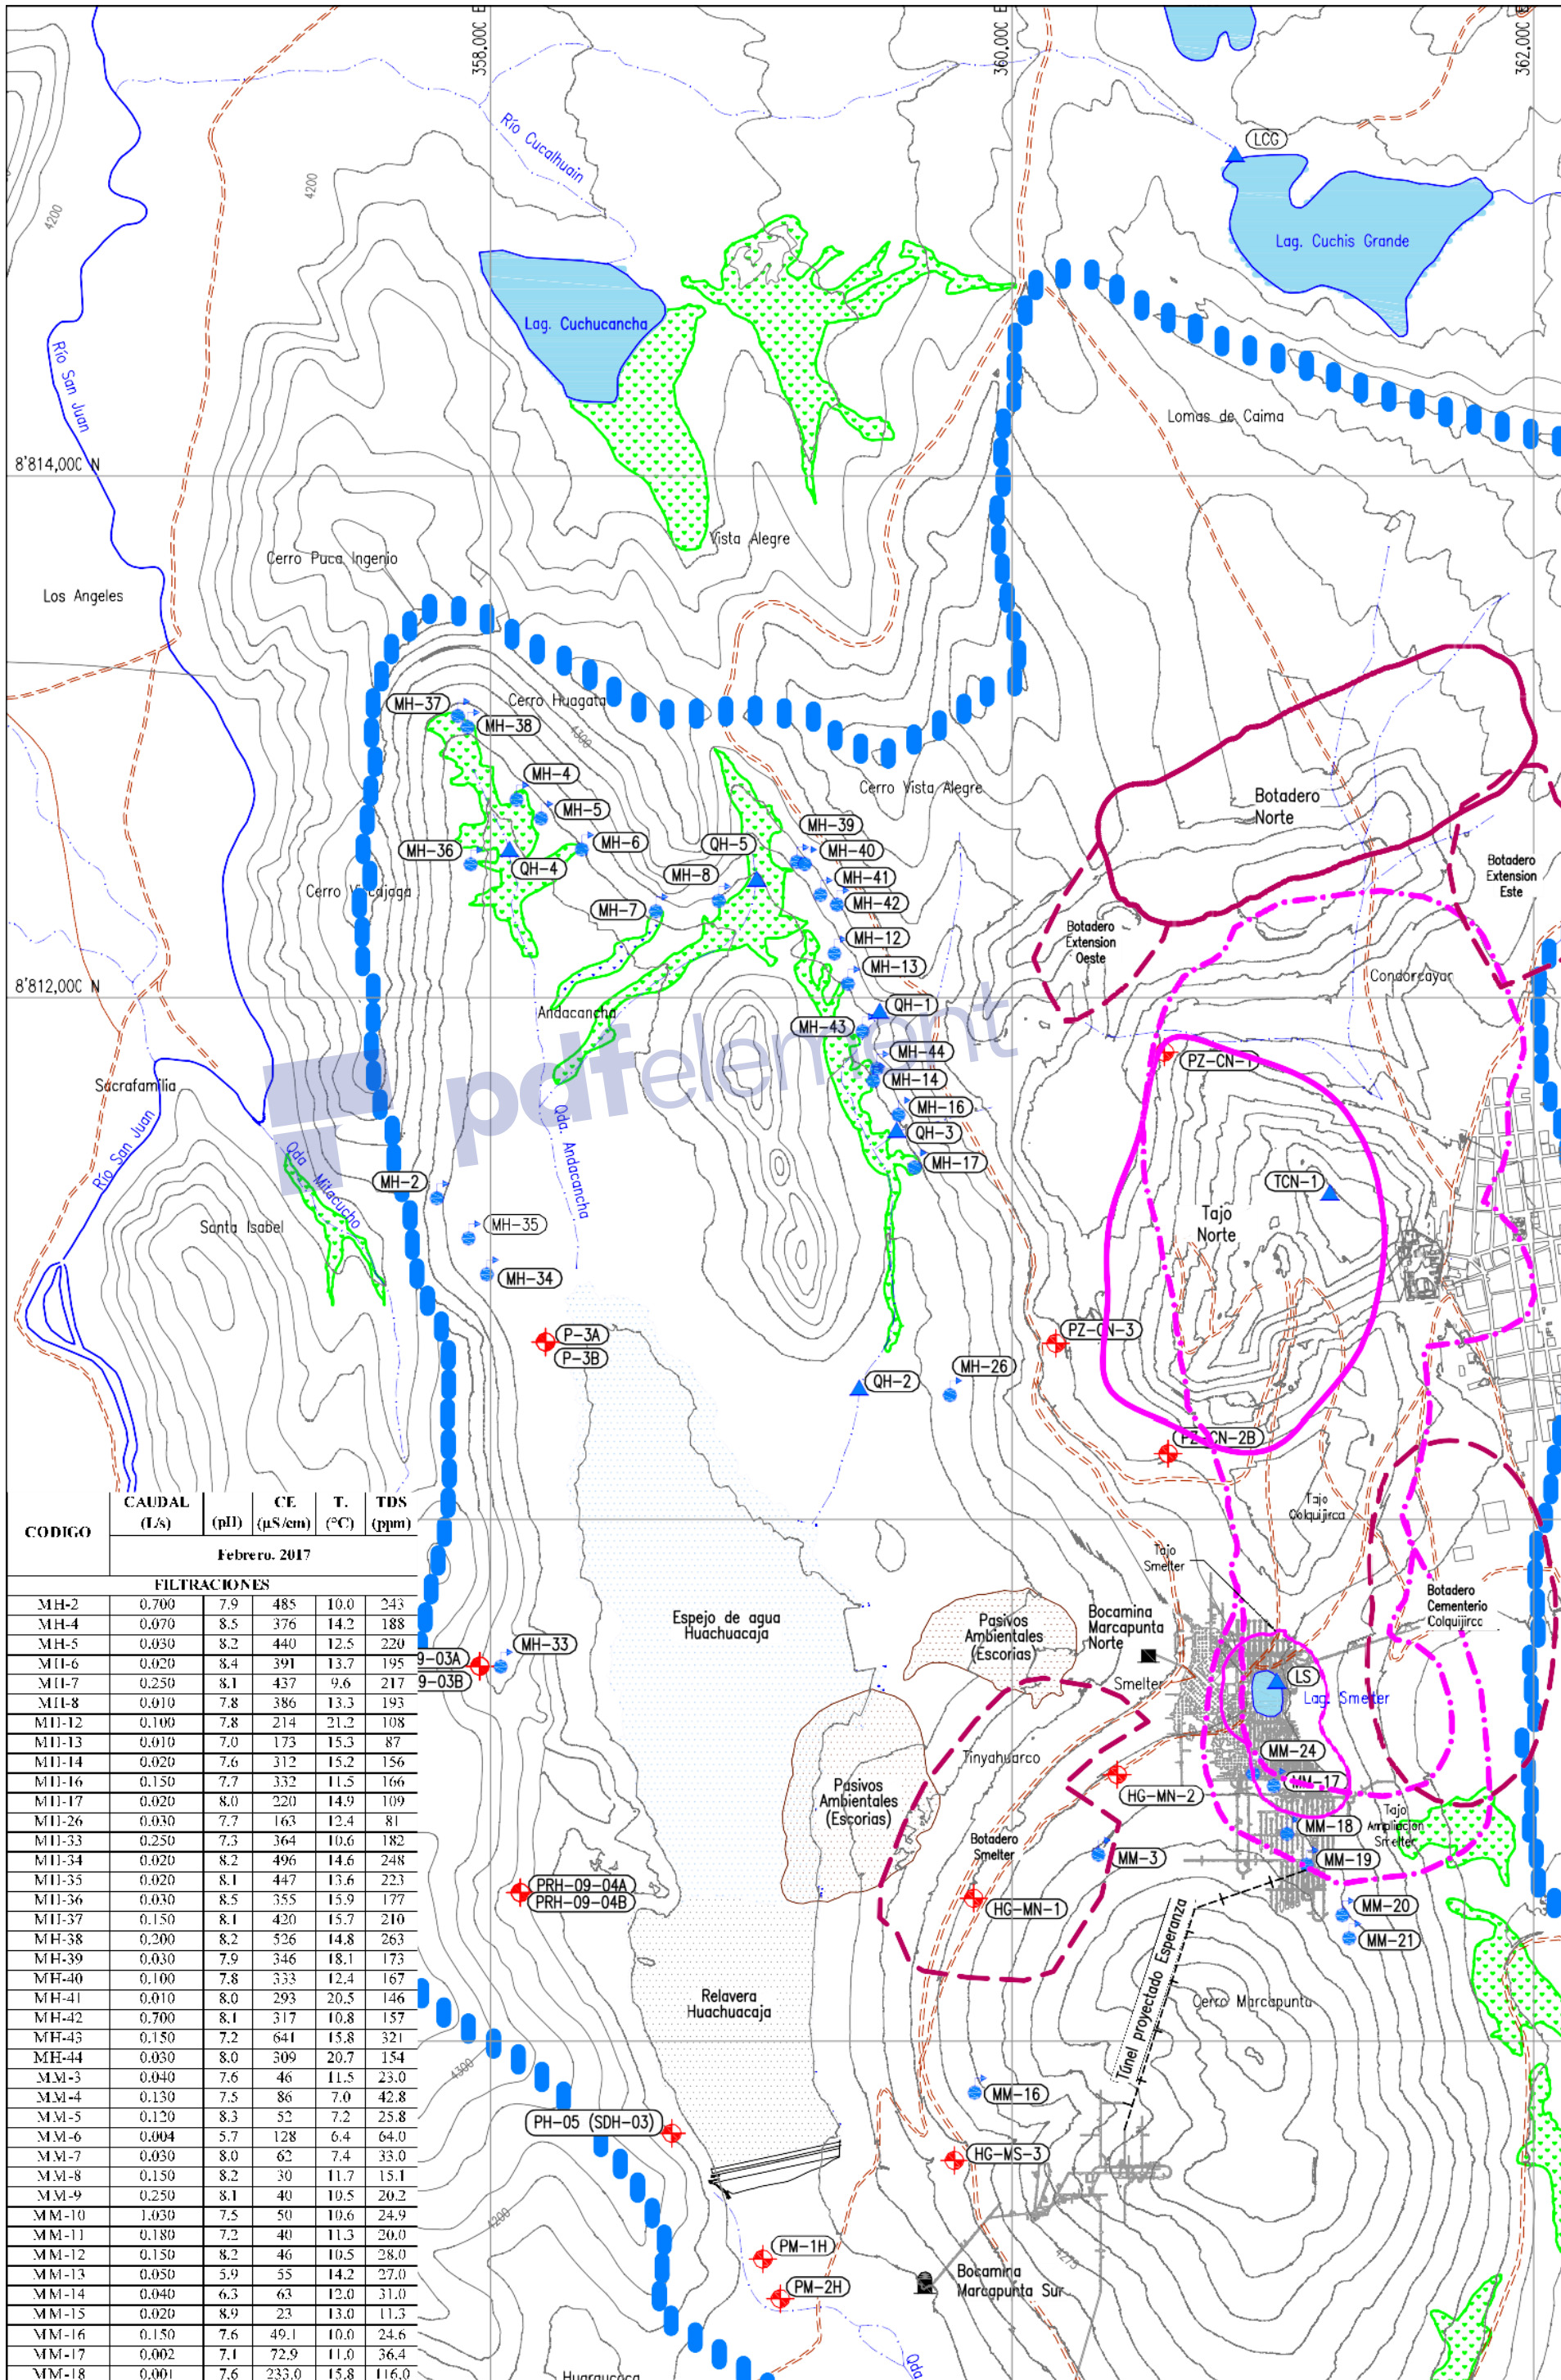 358,00C E
360,00C E
362,00C E
Río Cucalhuain
4200
4200
LCG
Lag. Cuchis Grande
Lag. Cuchucancha
Río San Juan
Lomas de Caima
8'814,00C N
Vista Alegre
Cerro Puca Ingenio
Los Angeles
MH-37
MH-38
Cerro Huagata
4300
MH-4
MH-5
MH-6
Cerro Vista Alegre
Botadero
Norte
MH-39
MH-40
QH-5
MH-36
QH-4
MH-8
MH-41
MH-42
MH-7
Botadero
Extension
Este
Botadero
Extension
Oeste
MH-12
MH-13
Condorcayar
8'812,00C N
Andacancha
QH-1
MH-43
MH-44
MH-14
pdfelement
PZ-CN-1
Sacrafamilia
Río San Juan
Qda. Mitacucho
Qda. Andacancha
MH-16
QH-3
MH-17
MH-2
TCN-1
Santa Isabel
MH-35
Tajo
Norte
MH-34
P-3A
P-3B
PZ-CN-3
MH-26
QH-2
PZ-CN-2B
Tajo
Colquijirca
Tajo
Smelter
Botadero
Cementerio
Colquijircc
Espejo de agua
Huachuacaja
Pasivos
Ambientales
(Escorias)
Bocamina
Marcapunta
Norte
MH-33
9-03A
9-03B
Smelter
LS
Lag. Smelter
Tinyahuarco
MM-24
MM-17
Pasivos
Ambientales
(Escorias)
HG-MN-2
MM-18
Tajo
Ampliacion
Smelter
Botadero
Smelter
MM-3
MM-19
PRH-09-04A
PRH-09-04B
HG-MN-1
MM-20
MM-21
Túnel proyectado Esperanza
Relavera
Huachuacaja
Cerro Marcapunta
4300
MM-16
PH-05 (SDH-03)
HG-MS-3
4200
4275
PM-1H
PM-2H
Bocamina
Marcapunta Sur
Huaraucaca
Qda
CODIGO CAUDAL (L/s) (pH) CE (µS/cm) T. (°C) TDS (ppm)
Febrero. 2017
FILTRACIONES
MH-2 0.700 7.9 485 10.0 243
MH-4 0.070 8.5 376 14.2 188
MH-5 0.030 8.2 440 12.5 220
MH-6 0.020 8.4 391 13.7 195
MH-7 0.250 8.1 437 9.6 217
MH-8 0.010 7.8 386 13.3 193
MH-12 0.100 7.8 214 21.2 108
MH-13 0.010 7.0 173 15.3 87
MH-14 0.020 7.6 312 15.2 156
MH-16 0.150 7.7 332 11.5 166
MH-17 0.020 8.0 220 14.9 109
MH-26 0.030 7.7 163 12.4 81
MH-33 0.250 7.3 364 10.6 182
MH-34 0.020 8.2 496 14.6 248
MH-35 0.020 8.1 447 13.6 223
MH-36 0.030 8.5 355 15.9 177
MH-37 0.150 8.1 420 15.7 210
MH-38 0.200 8.2 526 14.8 263
MH-39 0.030 7.9 346 18.1 173
MH-40 0.100 7.8 333 12.4 167
MH-41 0.010 8.0 293 20.5 146
MH-42 0.700 8.1 317 10.8 157
MH-43 0.150 7.2 641 15.8 321
MH-44 0.030 8.0 309 20.7 154
MM-3 0.040 7.6 46 11.5 23.0
MM-4 0.130 7.5 86 7.0 42.8
MM-5 0.120 8.3 52 7.2 25.8
MM-6 0.004 5.7 128 6.4 64.0
MM-7 0.030 8.0 62 7.4 33.0
MM-8 0.150 8.2 30 11.7 15.1
MM-9 0.250 8.1 40 10.5 20.2
MM-10 1.030 7.5 50 10.6 24.9
MM-11 0.180 7.2 40 11.3 20.0
MM-12 0.150 8.2 46 10.5 28.0
MM-13 0.050 5.9 55 14.2 27.0
MM-14 0.040 6.3 63 12.0 31.0
MM-15 0.020 8.9 23 13.0 11.3
MM-16 0.150 7.6 49.1 10.0 24.6
MM-17 0.002 7.1 72.9 11.0 36.4
MM-18 0.001 7.6 233.0 15.8 116.0